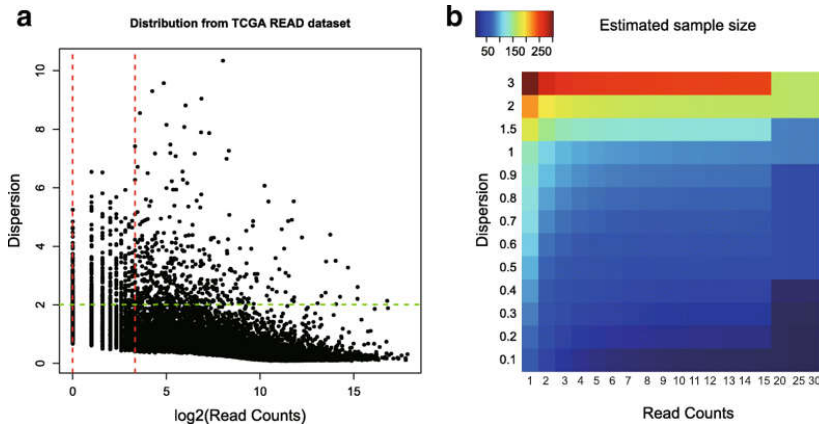 a
Distribution from TCGA READ dataset
Dispersion
10
8
6
4
2
0
0 5 10 15
log2(Read Counts)
b
50 150 250
Estimated sample size
Dispersion
3
2
1.5
1
0.9
0.8
0.7
0.6
0.5
0.4
0.3
0.2
0.1
1 2 3 4 5 6 7 8 9 10 11 12 13 14 15 20 25 30
Read Counts